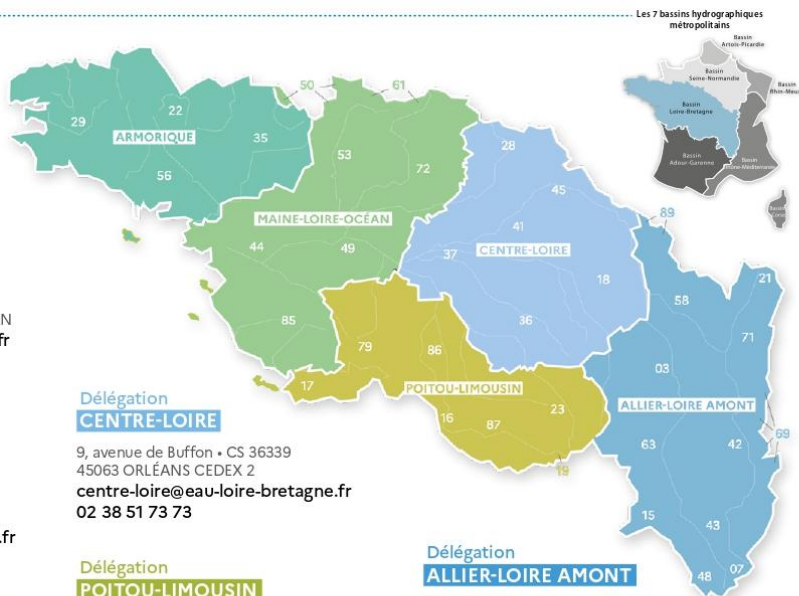 Les 7 bassins hydrographiques
métropolitains
Bassin
Artois-Picardie
Bassin
Seine-Normandie
Bassin
Rhin-Meus
Bassin
Loire-Bretagne
Bassin
Adour-Garonne
Bassin
Corse
50
61
29
22
35
ARMORIQUE
56
53
72
28
45
MAINE-LOIRE-OCÉAN
44
49
41
37
CENTRE-LOIRE
18
36
89
21
58
71
85
79
86
03
17
POITOU-LIMOUSIN
16
87
23
19
ALLIER-LOIRE AMONT
69
63
42
15
43
48
07
N
fr
.fr
Délégation
CENTRE-LOIRE
9, avenue de Buffon • CS 36339
45063 ORLÉANS CEDEX 2
centre-loire@eau-loire-bretagne.fr
02 38 51 73 73
Délégation
POITOU-LIMOUSIN
Délégation
ALLIER-LOIRE AMONT